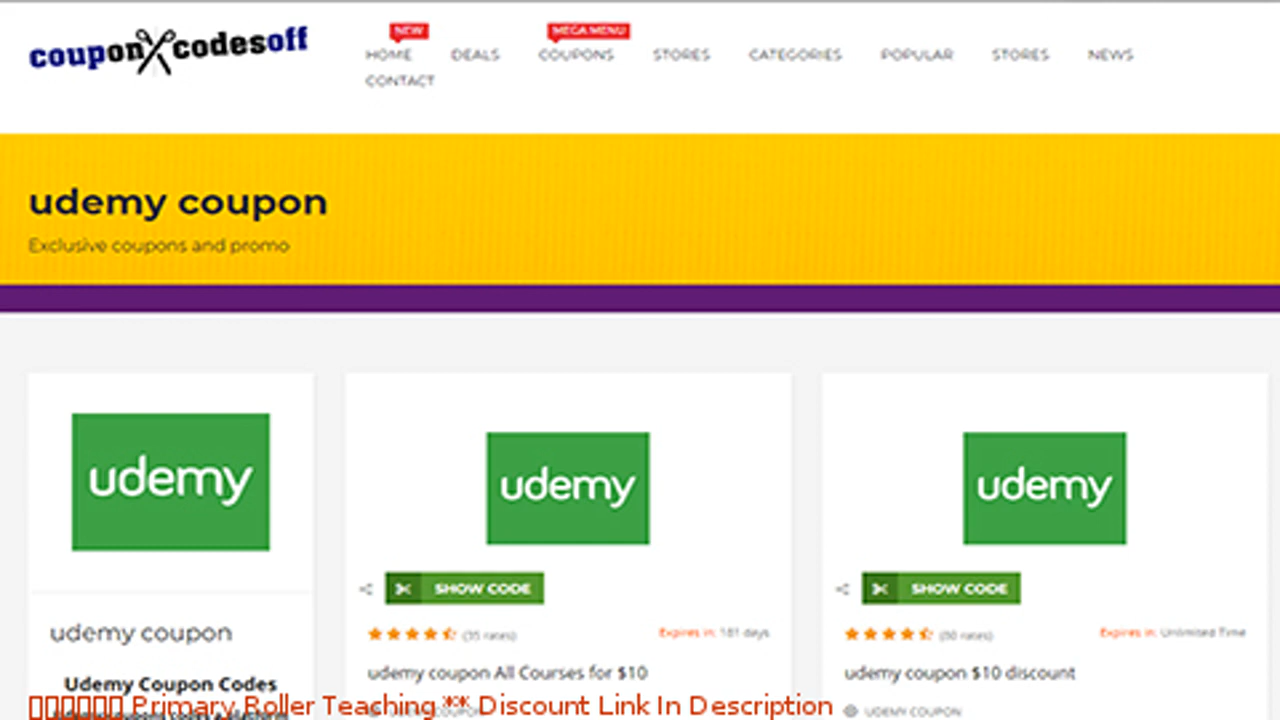 couponcodesoff
NEW
MEGA MENU
HOME DEALS COUPONS STORES CATEGORIES POPULAR STORES NEWS
CONTACT
udemy coupon
Exclusive coupons and promo
udemy
udemy
udemy
SHOW CODE
SHOW CODE
(35 rates)
Expires in: 181 days
(80 rates)
Expires in: Unlimited Time
udemy coupon
udemy coupon All Courses for $10
udemy coupon $10 discount
Udemy Coupon Codes
Primary Roller Teaching ** Discount Link In Description
UDEMY COUPON